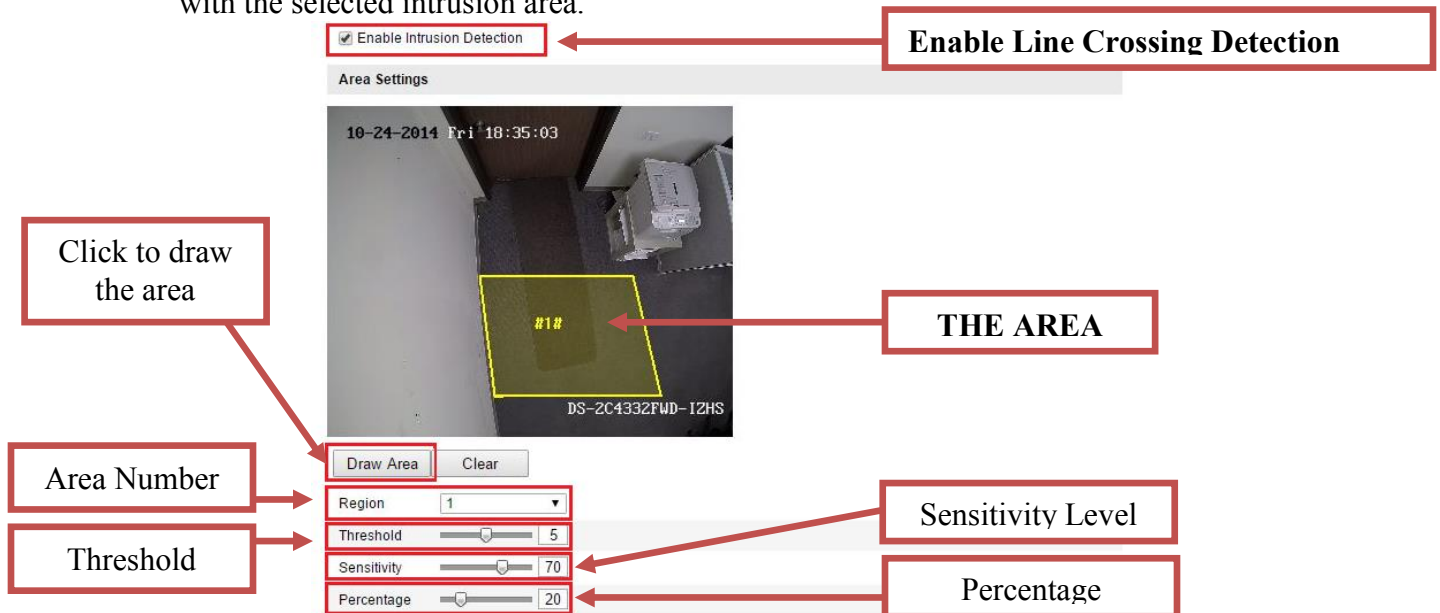 with the selected intrusion area.
Enable Intrusion Detection
Enable Line Crossing Detection
Area Settings
10-24-2014 Fri 18:35:03
Click to draw
the area
#1#
THE AREA
DS-2C4332FWD-IZHS
Draw Area
Clear
Area Number
Region
1
Sensitivity Level
Threshold
Threshold
5
Sensitivity
70
Percentage
Percentage
20